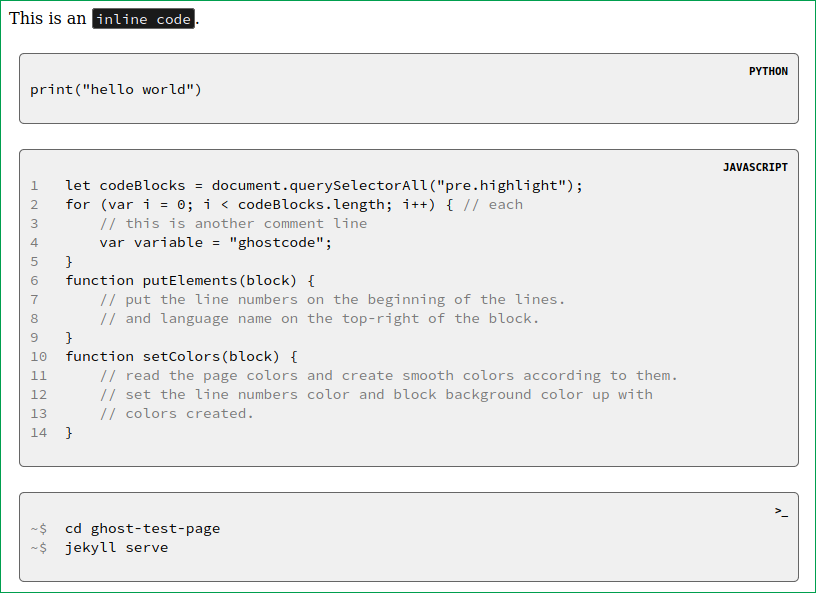 This is an inline code.
PYTHON
print("hello world")
JAVASCRIPT
1 let codeBlocks = document.querySelectorAll("pre.highlight");
2 for (var i = 0; i < codeBlocks.length; i++) { // each
3     // this is another comment line
4     var variable = "ghostcode";
5 }
6 function putElements(block) {
7     // put the line numbers on the beginning of the lines.
8     // and language name on the top-right of the block.
9 }
10 function setColors(block) {
11     // read the page colors and create smooth colors according to them.
12     // set the line numbers color and block background color up with
13     // colors created.
14 }
>_
~$ cd ghost-test-page
~$ jekyll serve